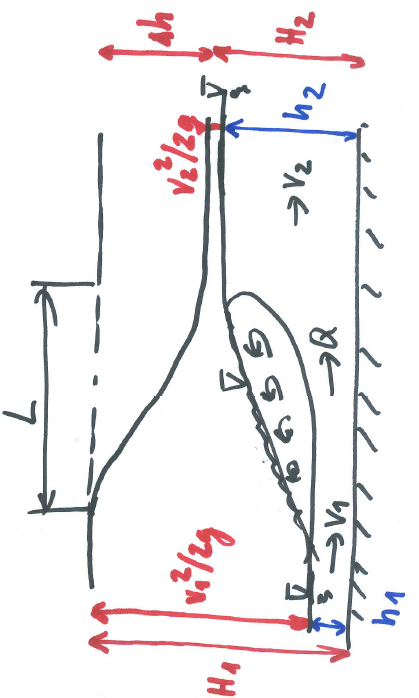 L
Δh
H₂
v₂²/2g
h₂
→V₂
→Q
→V₁
v₁²/2g
H₁
h₁